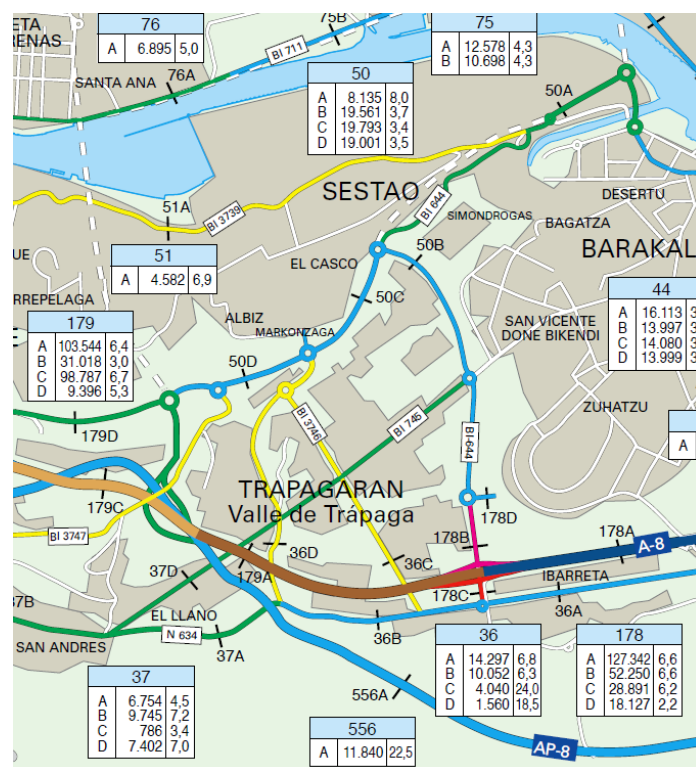 ETA
RENAS
76
A 6.895 5,0
75B
BI 711
SANTA ANA
76A
75
A 12.578 4,3
B 10.698 4,3
50
A 8.135 8,0
B 19.561 3,7
C 19.793 3,4
D 19.001 3,5
50A
SESTAO
BI 644
DESERTU
51A
BI 3739
SIMONDROGAS
BAGATZA
51
A 4.582 6,9
UE
EL CASCO
50B
BARAKAL
RREPELAGA
50C
44
A 16.113 3
B 13.997 3
C 14.080 3
D 13.999 3
179
A 103.544 6,4
B 31.018 3,0
C 98.787 6,7
D 9.396 5,3
ALBIZ
MARKONZAGA
SAN VICENTE
DONE BIKENDI
50D
ZUHATZU
179D
BI 3746
BI 745
BI-644
A
TRAPAGARAN
Valle de Trápaga
179C
178D
BI 3747
36D
178B
178A
A-8
37D
179A
36C
178C
IBARRETA
37B
EL LLANO
36A
N 634
36B
SAN ANDRES
37A
36
A 14.297 6,8
B 10.052 6,3
C 4.040 24,0
D 1.560 18,5
178
A 127.342 6,6
B 52.250 6,6
C 28.891 6,2
D 18.127 2,2
37
A 6.754 4,5
B 9.745 7,2
C 786 3,4
D 7.402 7,0
556A
556
A 11.840 22,5
AP-8